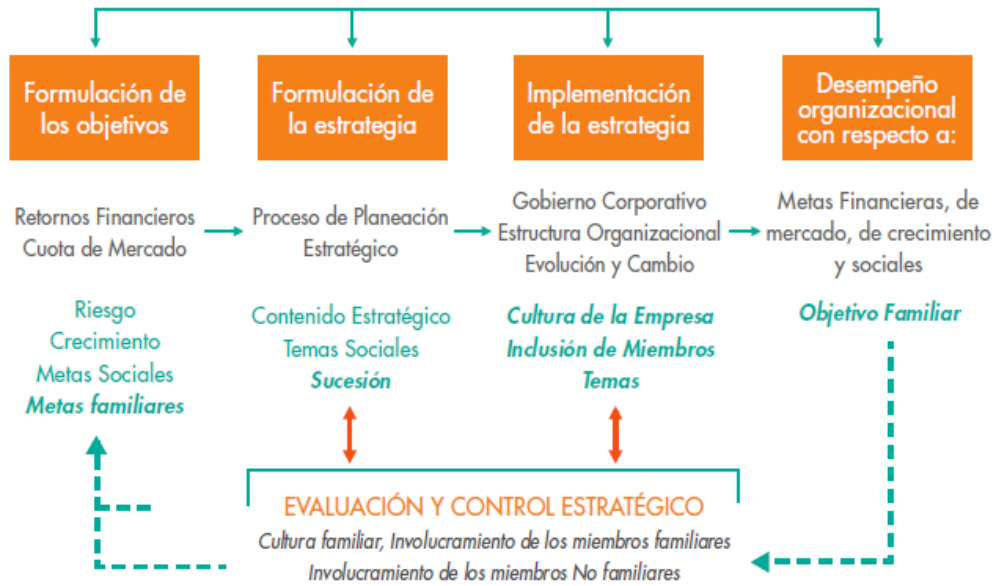 Formulación de
los objetivos
Formulación de
la estrategia
Implementación
de la estrategia
Desempeño
organizacional
con respecto a:
Retornos Financieros
Cuota de Mercado
Proceso de Planeación
Estratégico
Gobierno Corporativo
Estructura Organizacional
Evolución y Cambio
Metas Financieras, de
mercado, de crecimiento
y sociales
Riesgo
Crecimiento
Metas Sociales
Metas familiares
Contenido Estratégico
Temas Sociales
Sucesión
Cultura de la Empresa
Inclusión de Miembros
Temas
Objetivo Familiar
EVALUACIÓN Y CONTROL ESTRATÉGICO
Cultura familiar, Involucramiento de los miembros familiares
Involucramiento de los miembros No familiares